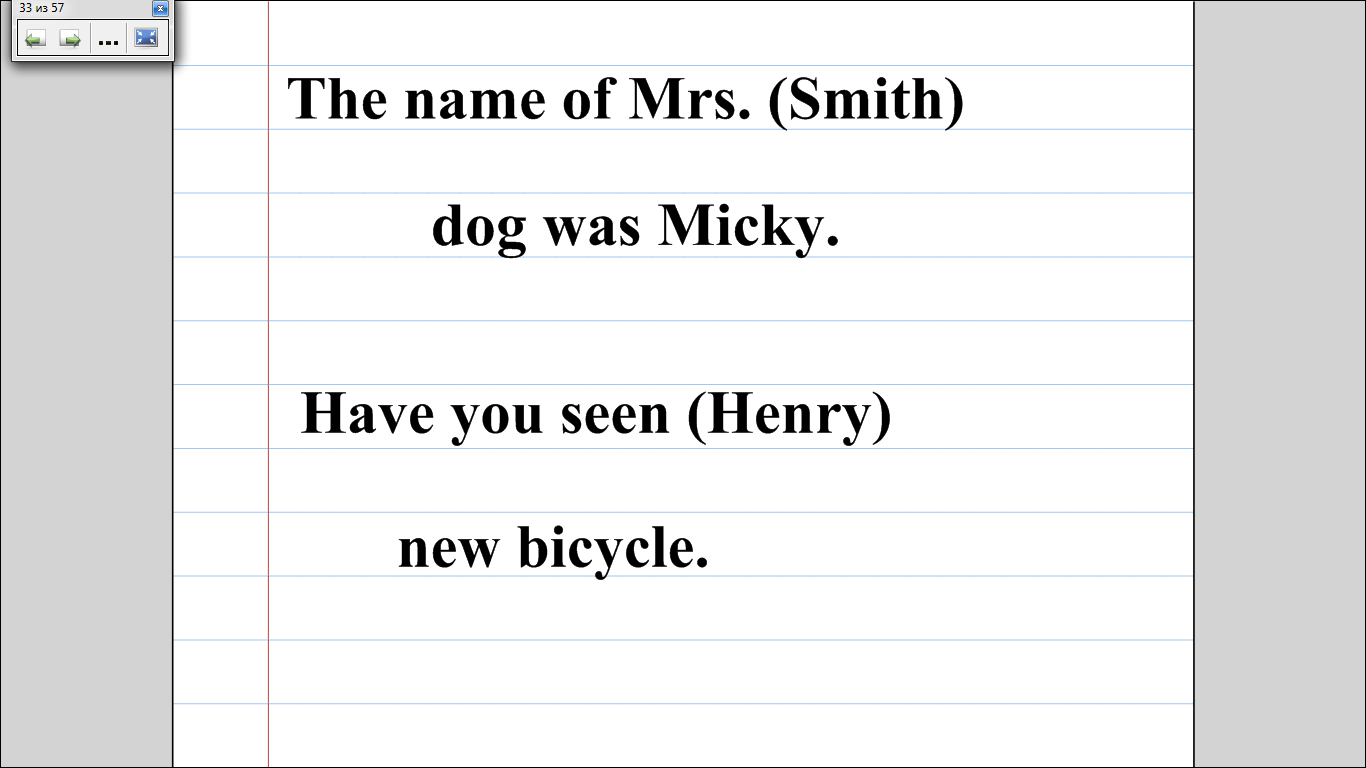 33 из 57
The name of Mrs. (Smith)
dog was Micky.
Have you seen (Henry)
new bicycle.